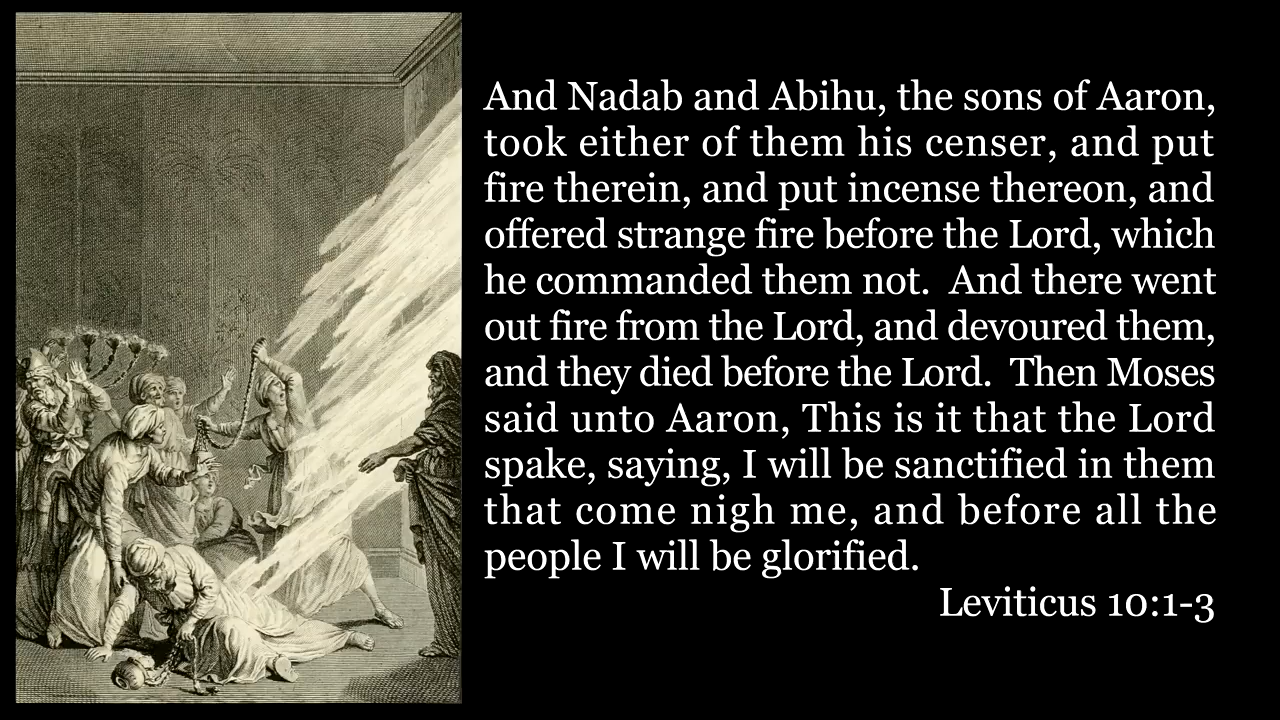 And Nadab and Abihu, the sons of Aaron,
took either of them his censer, and put
fire therein, and put incense thereon, and
offered strange fire before the Lord, which
he commanded them not.  And there went
out fire from the Lord, and devoured them,
and they died before the Lord.  Then Moses
said unto Aaron, This is it that the Lord
spake, saying, I will be sanctified in them
that come nigh me, and before all the
people I will be glorified.
Leviticus 10:1-3